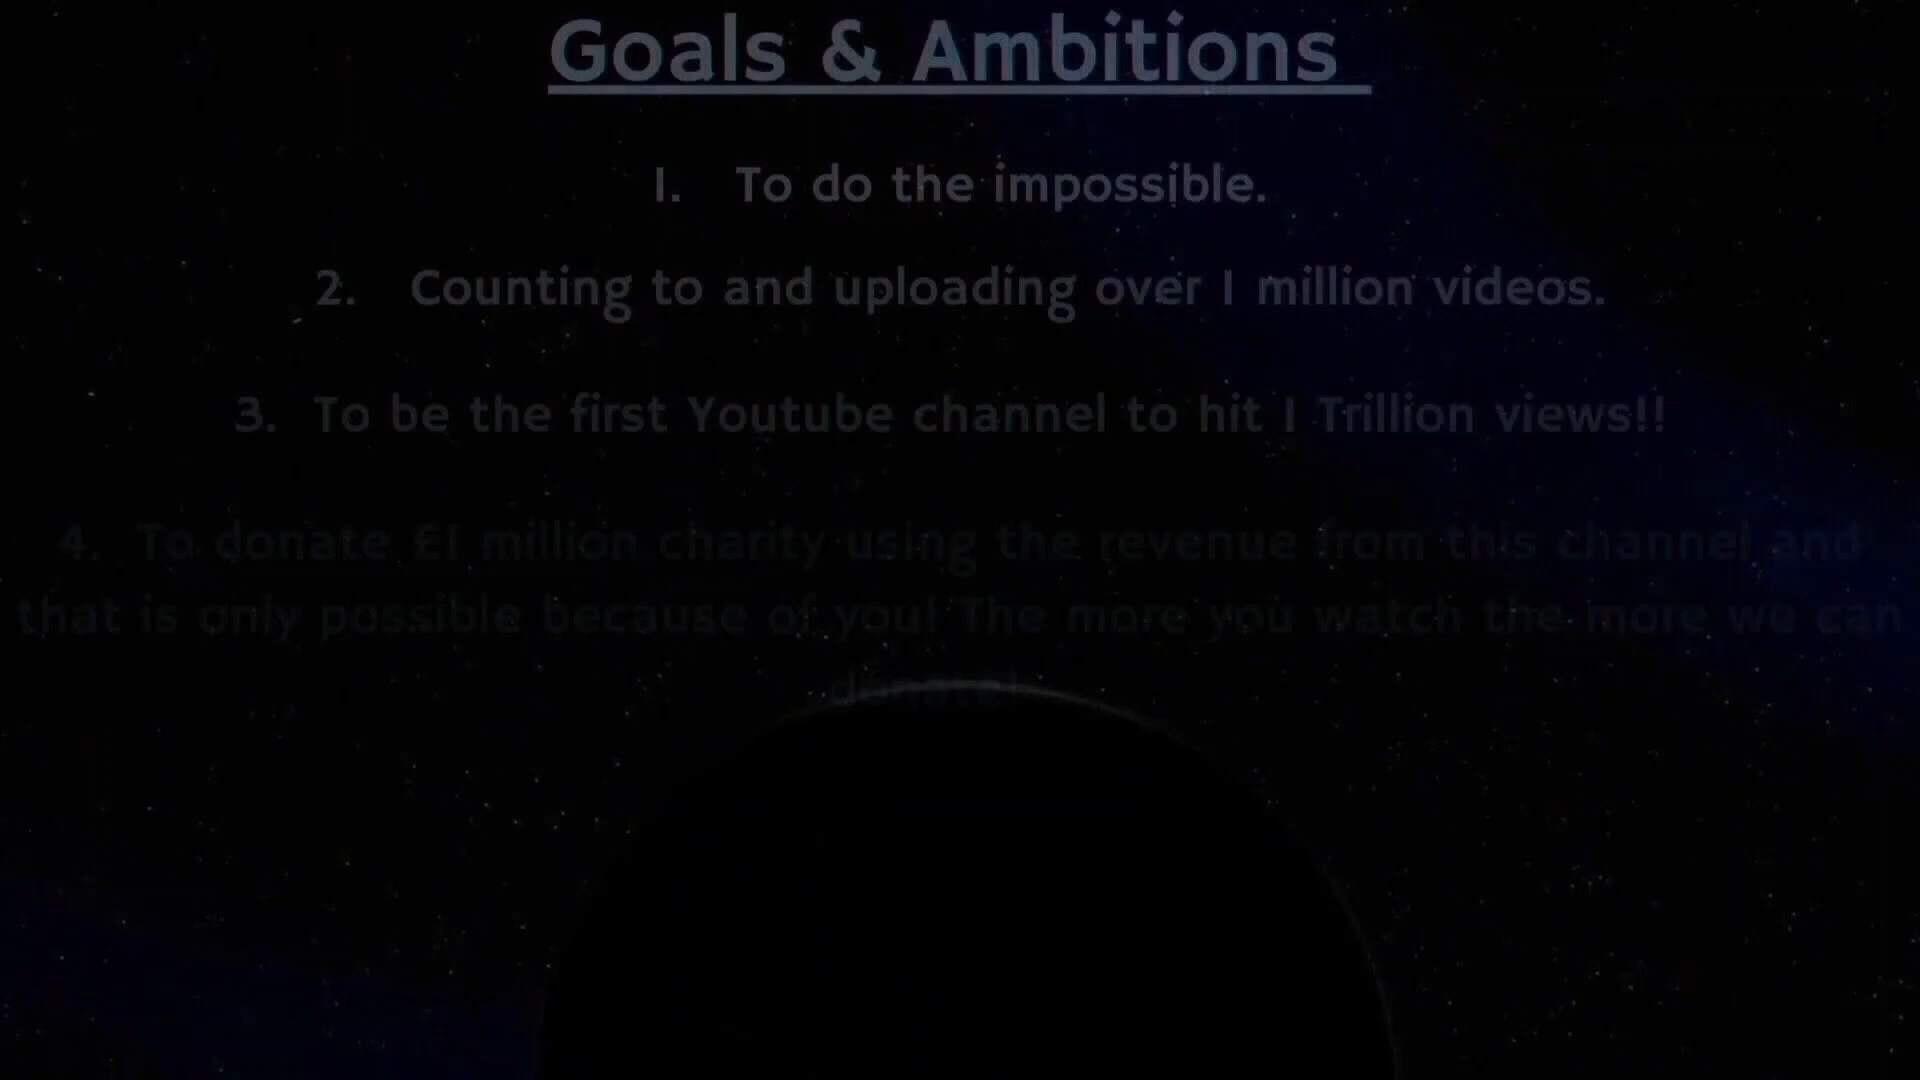 Goals & Ambitions
1. To do the impossible.
2. Counting to and uploading over 1 million videos.
3. To be the first Youtube channel to hit 1 Trillion views!!
4. To donate £1 million charity using the revenue from this channel and
that is only possible because of you! The more you watch the more we can
donate!